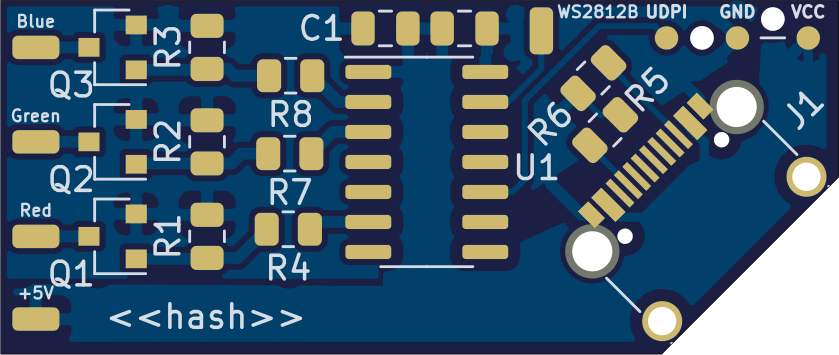 Blue
Q3
R3
C1
WS2812B UDPI GND VCC
R8
R6
R5
J1
Green
Q2
R2
R7
U1
Red
Q1
R1
R4
+5V
<<hash>>